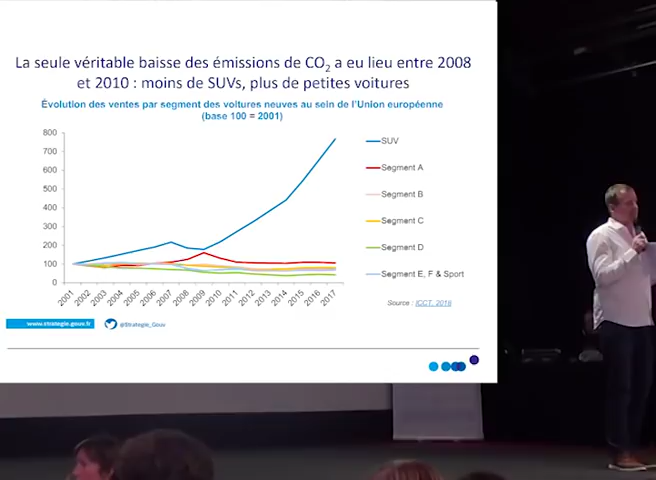 La seule véritable baisse des émissions de CO₂ a eu lieu entre 2008
et 2010 : moins de SUVs, plus de petites voitures
Évolution des ventes par segment des voitures neuves au sein de l'Union européenne
(base 100 = 2001)
800
700
600
500
400
300
200
100
0
2001 2002 2003 2004 2005 2006 2007 2008 2009 2010 2011 2012 2013 2014 2015 2016 2017
SUV
Segment A
Segment B
Segment C
Segment D
Segment E, F & Sport
Source : ICCT, 2018
www.strategie.gouv.fr
@Strategie_Gouv